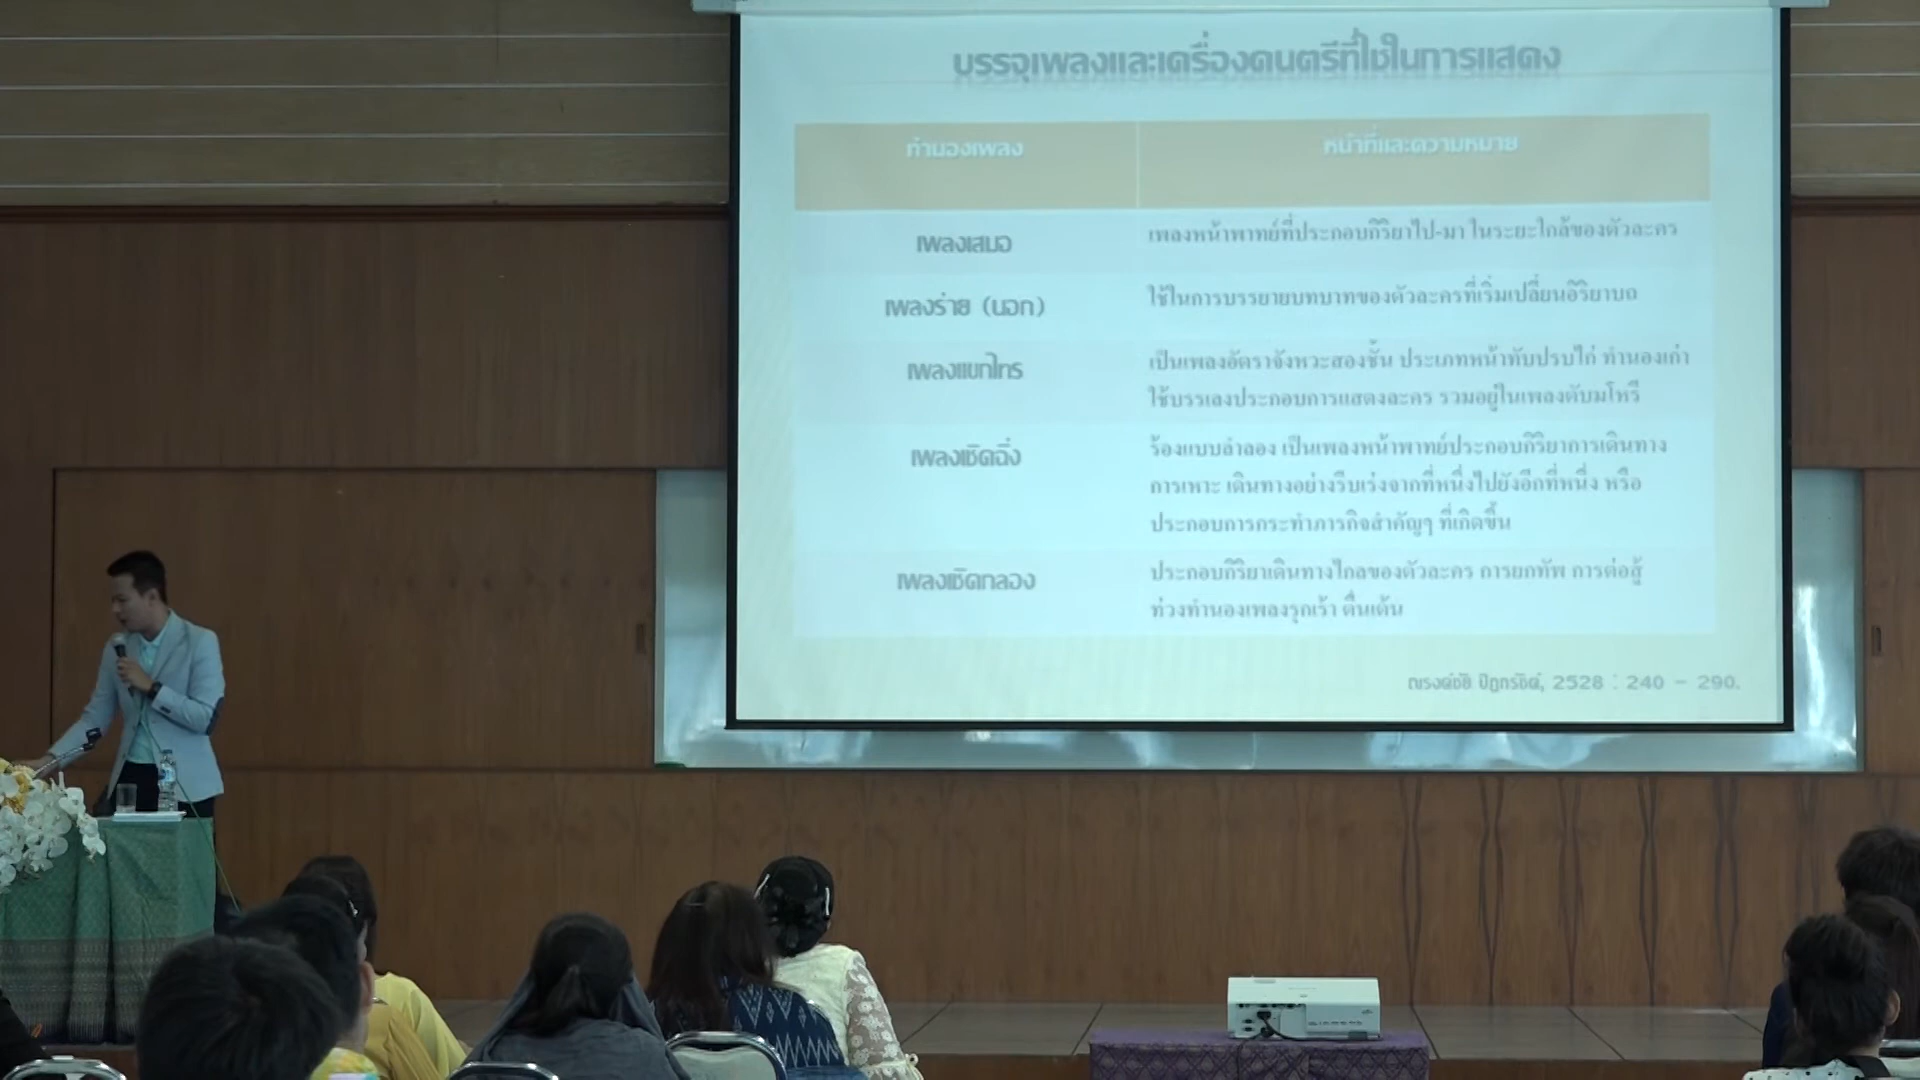 บรรจุเพลงและเครื่องดนตรีที่ใช้ในการแสดง
ทำนองเพลง
หน้าที่และความหมาย
เพลงเสมอ
เพลงหน้าพาทย์ที่ประกอบกิริยาไป-มา ในระยะใกล้ของตัวละคร
เพลงร่าย (นอก)
ใช้ในการบรรยายบทบาทของตัวละครที่เริ่มเปลี่ยนอิริยาบถ
เพลงแขกไทร
เป็นเพลงอัตราจังหวะสองชั้น ประเภทหน้าทับปรบไก่ ทำนองเก่า
ใช้บรรเลงประกอบการแสดงละคร รวมอยู่ในเพลงตับมโหรี
เพลงเชิดฉิ่ง
ร้องแบบลำลอง เป็นเพลงหน้าพาทย์ประกอบกิริยาการเดินทาง
การเหาะ เดินทางอย่างรีบเร่งจากที่หนึ่งไปยังอีกที่หนึ่ง หรือ
ประกอบการกระทำภารกิจสำคัญๆ ที่เกิดขึ้น
เพลงเชิดกลอง
ประกอบกิริยาเดินทางไกลของตัวละคร การยกทัพ การต่อสู้
ท่วงทำนองเพลงรุกเร้า ตื่นเต้น
ณรงค์ชัย ปิฎกรัชต์, 2528 : 240 – 290.